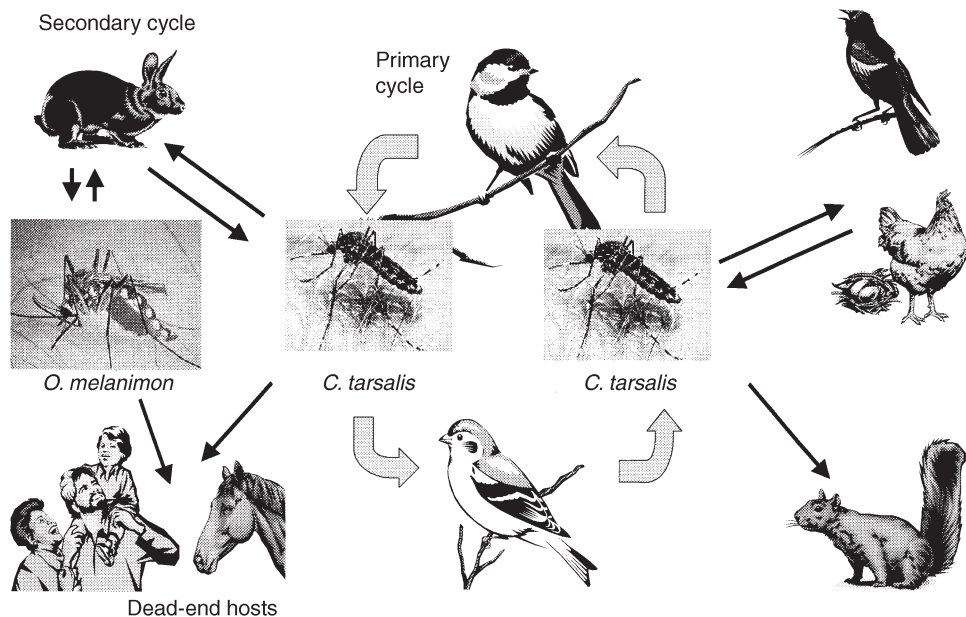 Secondary cycle
Primary
cycle
O. melanimon
C. tarsalis
C. tarsalis
Dead-end hosts